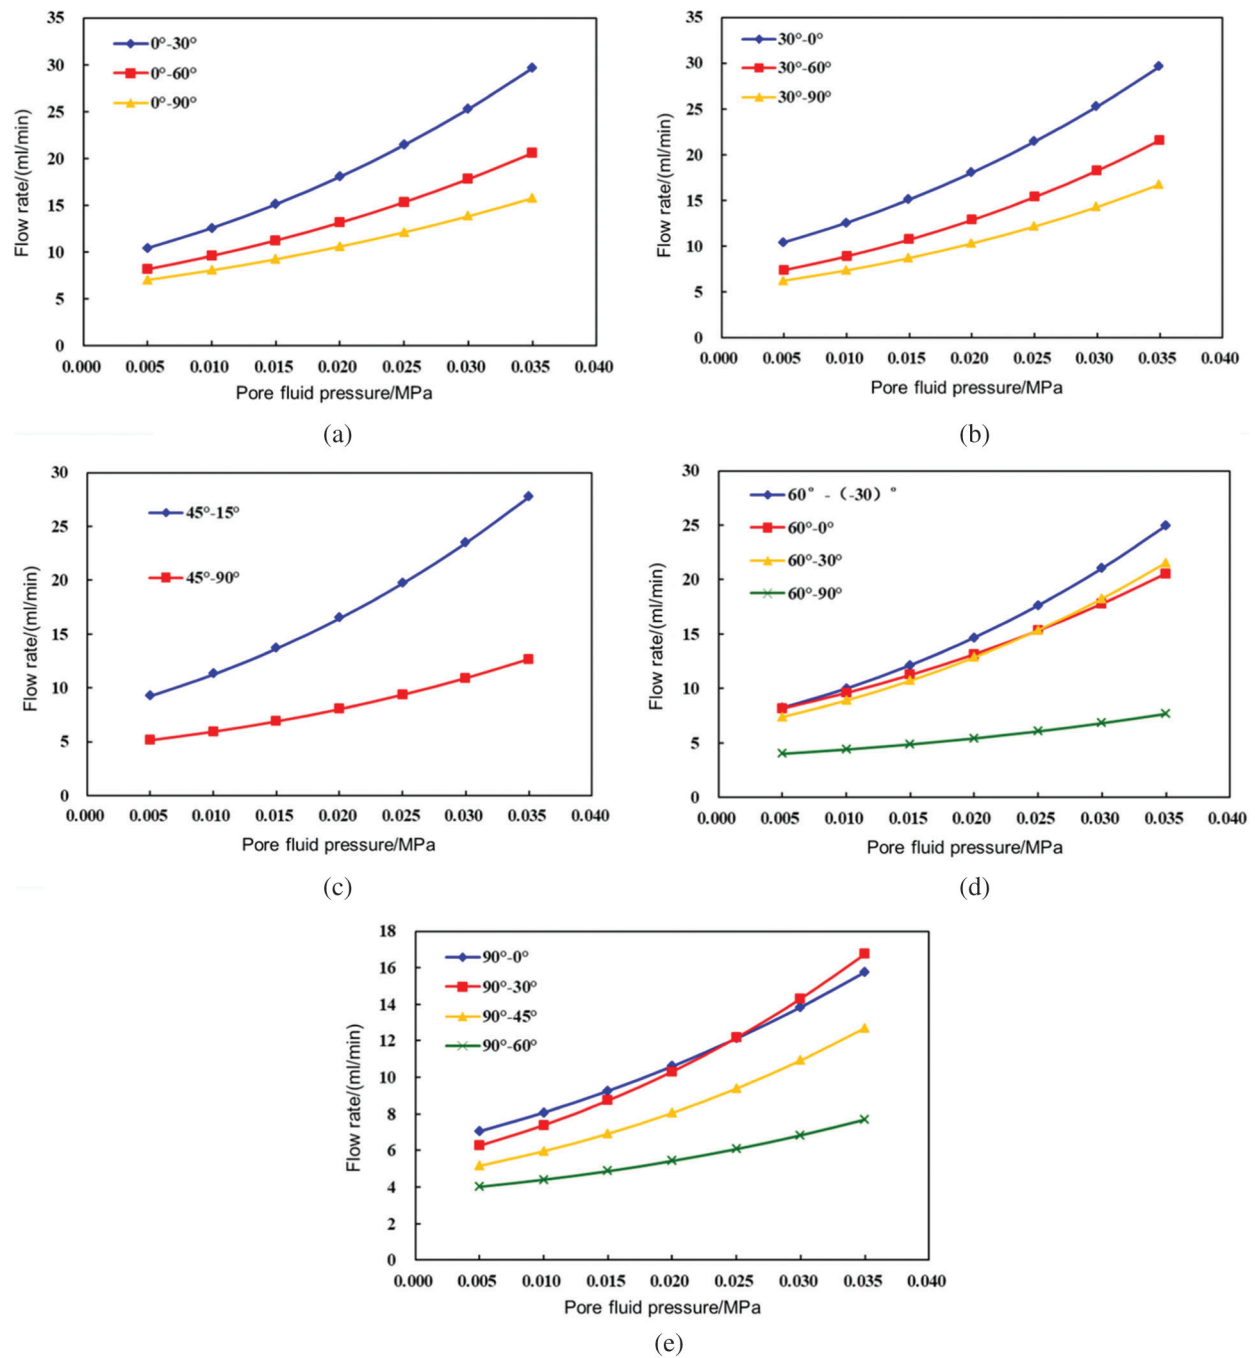 35
30
25
20
15
10
5
0
Flow rate/(ml/min)
0°-30°
0°-60°
0°-90°
0.000 0.005 0.010 0.015 0.020 0.025 0.030 0.035 0.040
Pore fluid pressure/MPa
(a)
35
30
25
20
15
10
5
0
Flow rate/(ml/min)
30°-0°
30°-60°
30°-90°
0.000 0.005 0.010 0.015 0.020 0.025 0.030 0.035 0.040
Pore fluid pressure/MPa
(b)
30
25
20
15
10
5
0
Flow rate/(ml/min)
45°-15°
45°-90°
0.000 0.005 0.010 0.015 0.020 0.025 0.030 0.035 0.040
Pore fluid pressure/MPa
(c)
30
25
20
15
10
5
0
Flow rate/(ml/min)
60° -（-30）°
60°-0°
60°-30°
60°-90°
0.000 0.005 0.010 0.015 0.020 0.025 0.030 0.035 0.040
Pore fluid pressure/MPa
(d)
18
16
14
12
10
8
6
4
2
0
Flow rate/(ml/min)
90°-0°
90°-30°
90°-45°
90°-60°
0.000 0.005 0.010 0.015 0.020 0.025 0.030 0.035 0.040
Pore fluid pressure/MPa
(e)